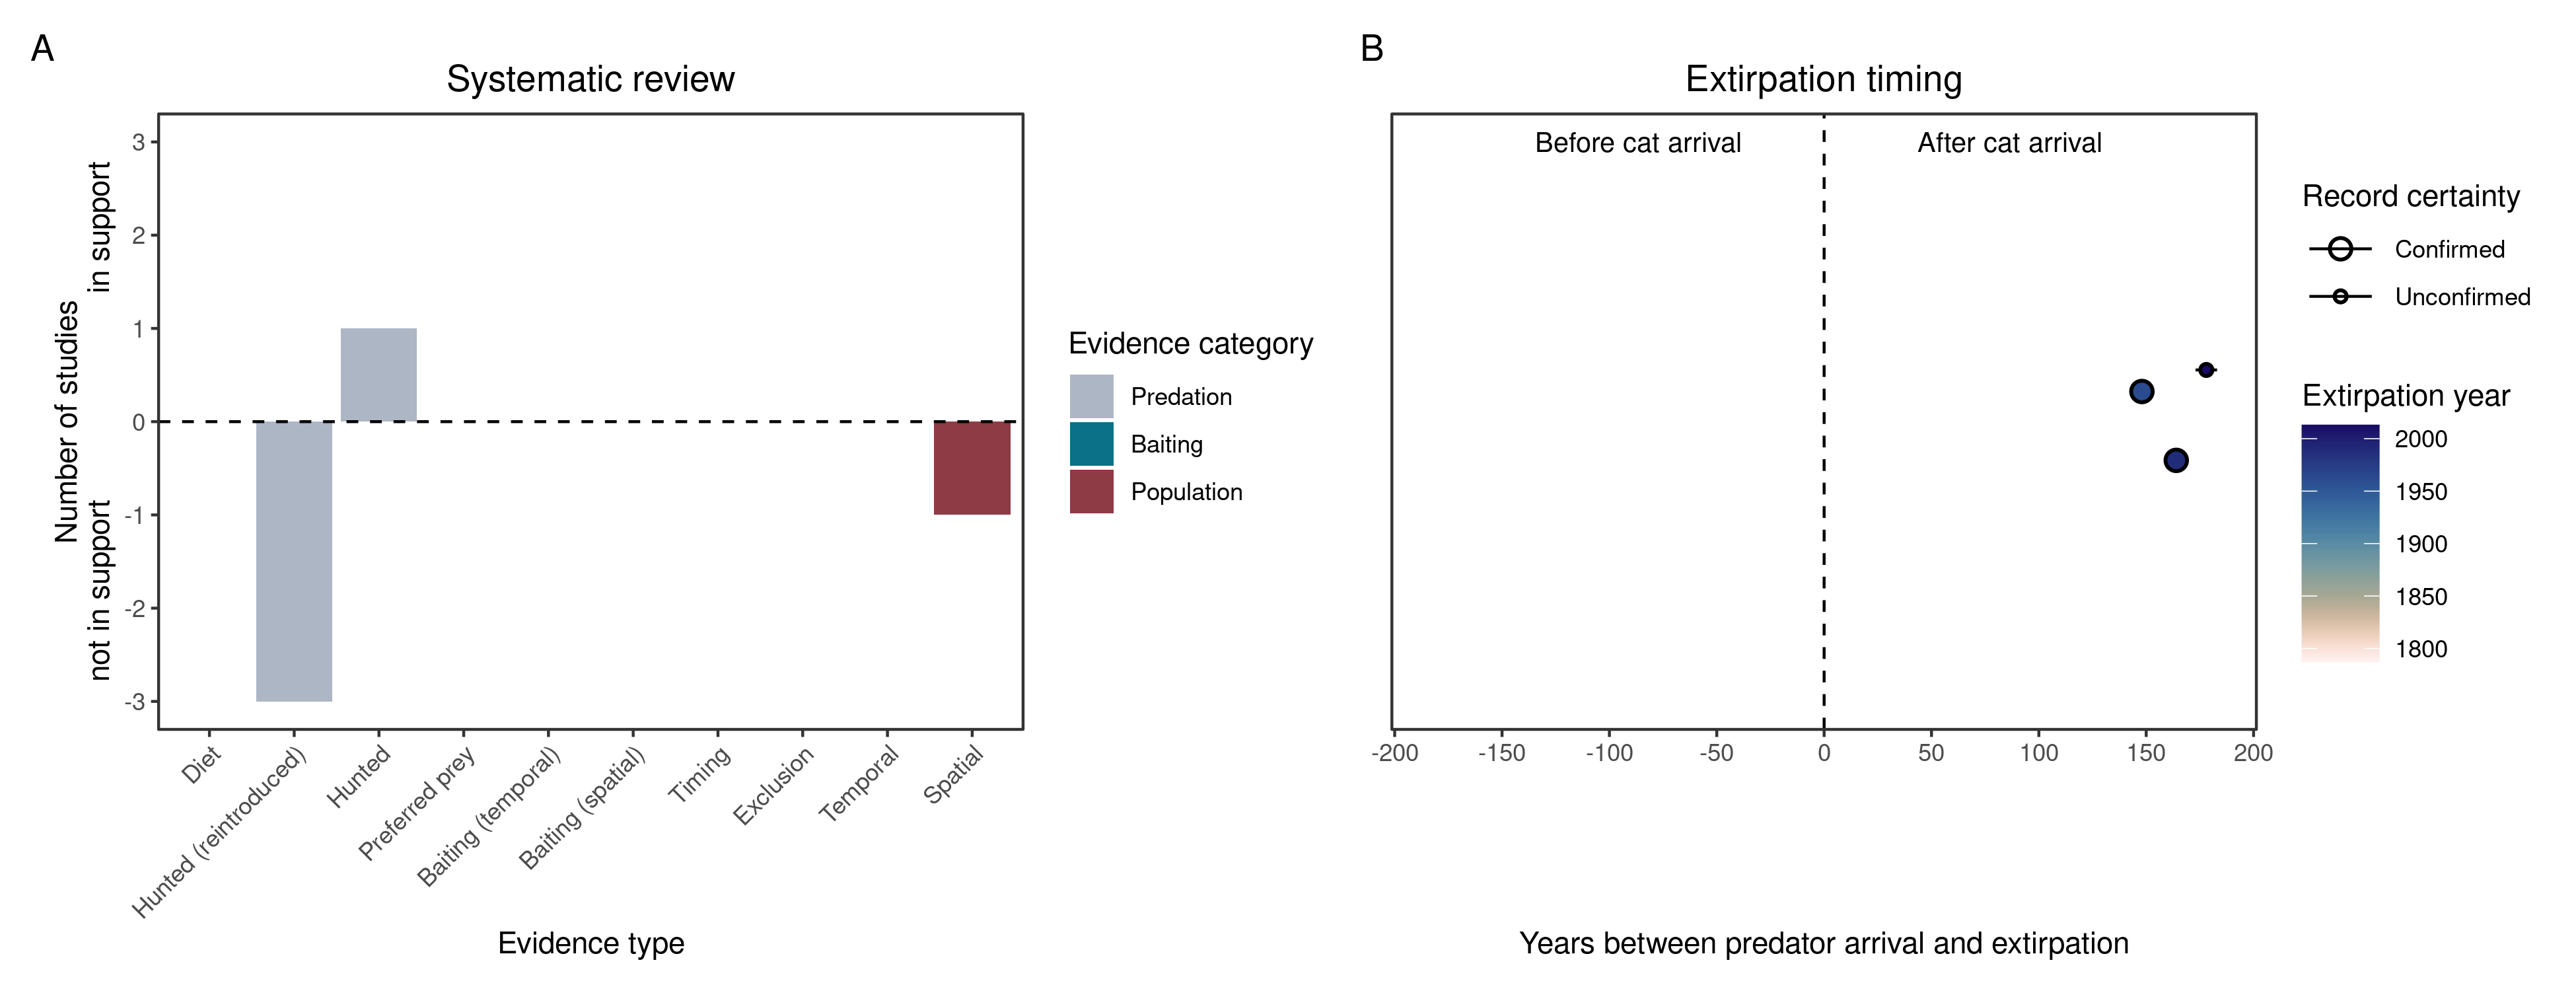 A
Systematic review
Number of studies
not in support
in support
3
2
1
0
-1
-2
-3
Diet
Hunted (reintroduced)
Hunted
Preferred prey
Baiting (temporal)
Baiting (spatial)
Timing
Exclusion
Temporal
Spatial
Evidence type
Evidence category
Predation
Baiting
Population
B
Extirpation timing
Before cat arrival
After cat arrival
-200
-150
-100
-50
0
50
100
150
200
Years between predator arrival and extirpation
Record certainty
Confirmed
Unconfirmed
Extirpation year
2000
1950
1900
1850
1800